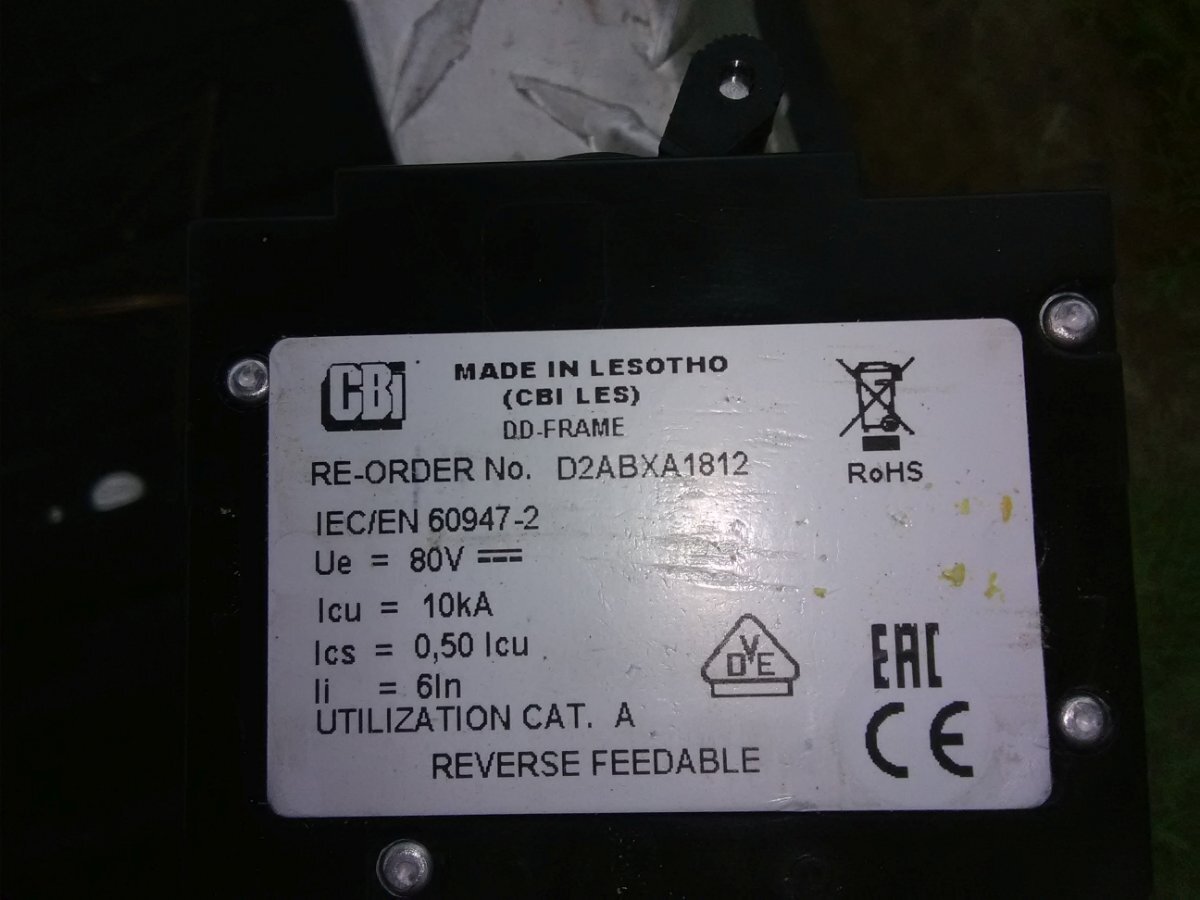 CBi
MADE IN LESOTHO
(CBI LES)
DD-FRAME
RE-ORDER No. D2ABXA1812
RoHS
IEC/EN 60947-2
Ue = 80V ⎓
Icu = 10kA
Ics = 0,50 Icu
Ii = 6In
UTILIZATION CAT. A
REVERSE FEEDABLE
DVE
EAC
CE